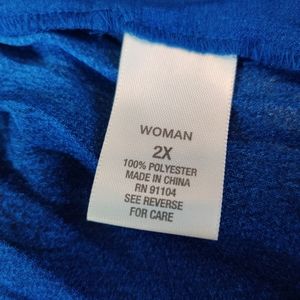 WOMAN
2X
100% POLYESTER
MADE IN CHINA
RN 91104
SEE REVERSE
FOR CARE